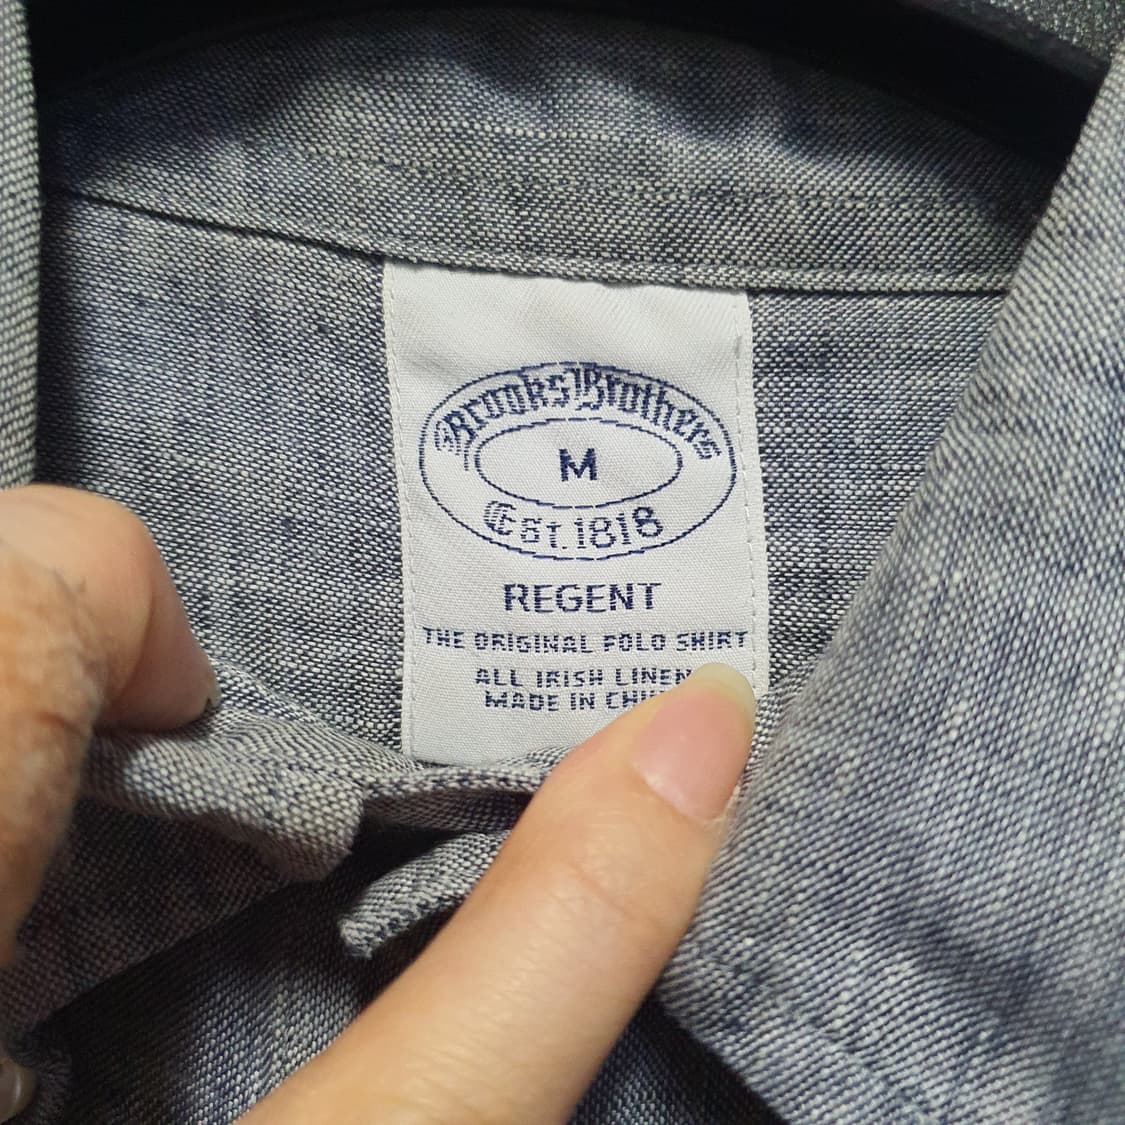 Brooks Brothers
M
Est. 1818
REGENT
THE ORIGINAL POLO SHIRT
ALL IRISH LINEN
MADE IN